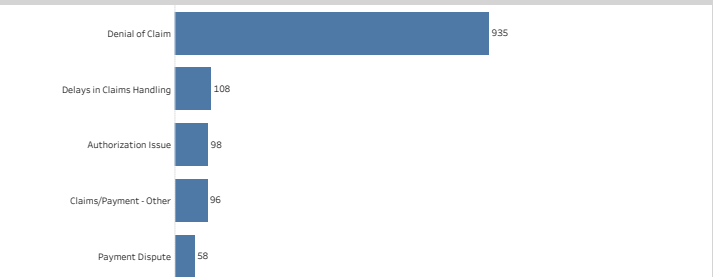 Denial of Claim 935
Delays in Claims Handling 108
Authorization Issue 98
Claims/Payment - Other 96
Payment Dispute 58